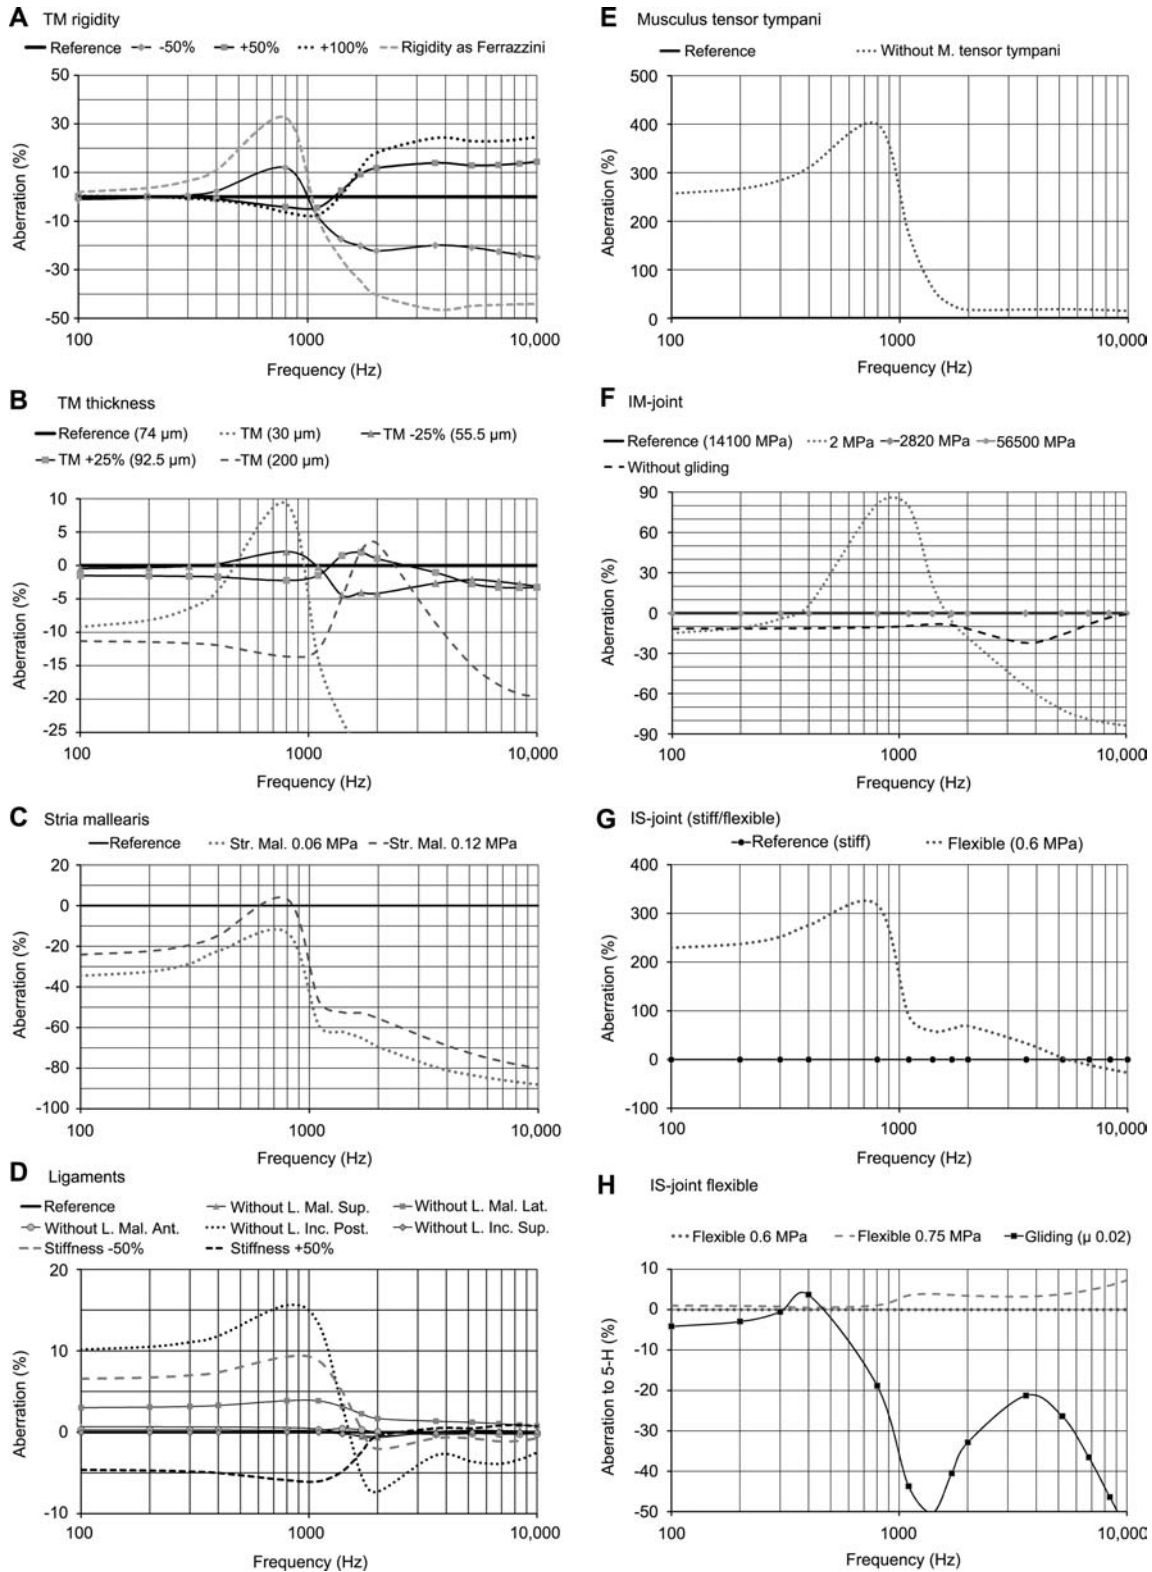 A TM rigidity
Reference -50% +50% +100% Rigidity as Ferrazzini
50
30
10
-10
-30
-50
Aberration (%)
100 1000 10,000
Frequency (Hz)
B TM thickness
Reference (74 µm) TM (30 µm) TM -25% (55.5 µm)
TM +25% (92.5 µm) TM (200 µm)
10
5
0
-5
-10
-15
-20
-25
Aberration (%)
100 1000 10,000
Frequency (Hz)
C Stria mallearis
Reference Str. Mal. 0.06 MPa Str. Mal. 0.12 MPa
20
0
-20
-40
-60
-80
-100
Aberration (%)
100 1000 10,000
Frequency (Hz)
D Ligaments
Reference Without L. Mal. Sup. Without L. Mal. Lat.
Without L. Mal. Ant. Without L. Inc. Post. Without L. Inc. Sup.
Stiffness -50% Stiffness +50%
20
10
0
-10
Aberration (%)
100 1000 10,000
Frequency (Hz)
E Musculus tensor tympani
Reference Without M. tensor tympani
500
400
300
200
100
0
Aberration (%)
100 1000 10,000
Frequency (Hz)
F IM-joint
Reference (14100 MPa) 2 MPa 2820 MPa 56500 MPa
Without gliding
90
60
30
0
-30
-60
-90
Aberration (%)
100 1000 10,000
Frequency (Hz)
G IS-joint (stiff/flexible)
Reference (stiff) Flexible (0.6 MPa)
400
300
200
100
0
-100
Aberration (%)
100 1000 10,000
Frequency (Hz)
H IS-joint flexible
Flexible 0.6 MPa Flexible 0.75 MPa Gliding (µ 0.02)
10
0
-10
-20
-30
-40
-50
Aberration to 5-H (%)
100 1000 10,000
Frequency (Hz)